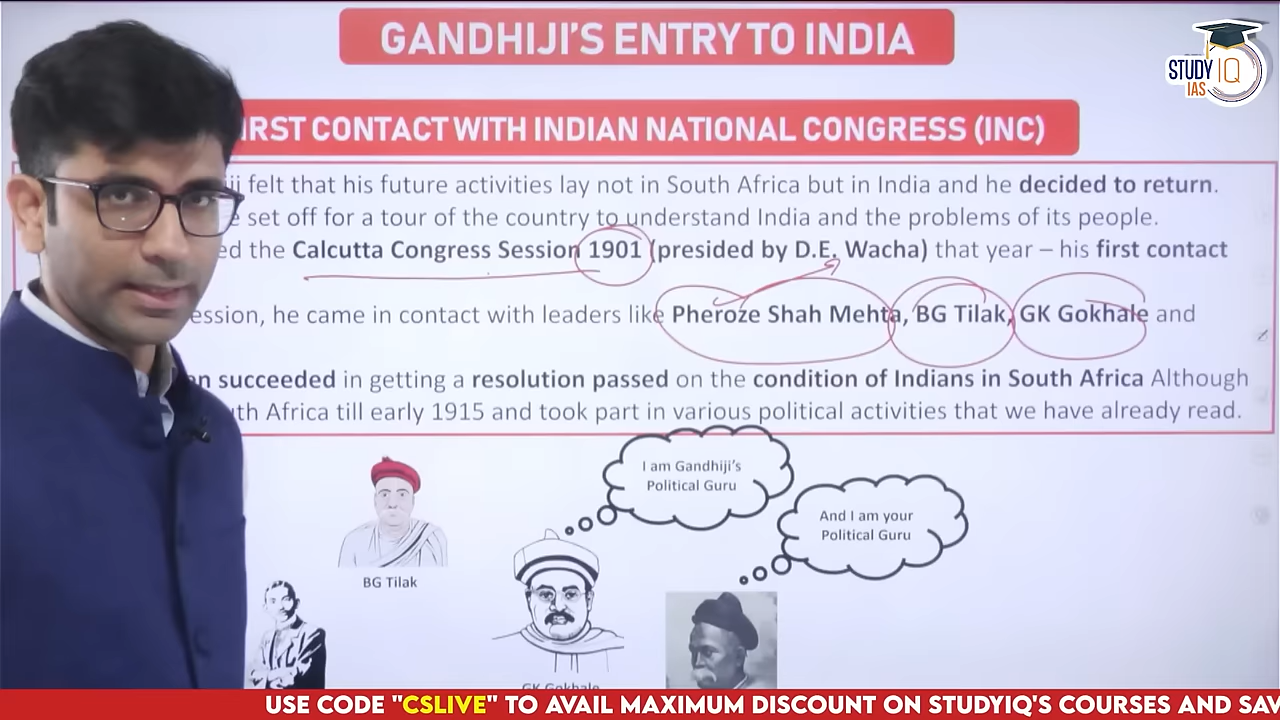 GANDHIJI'S ENTRY TO INDIA
STUDY IQ
IAS
IRST CONTACT WITH INDIAN NATIONAL CONGRESS (INC)
ji felt that his future activities lay not in South Africa but in India and he decided to return.
e set off for a tour of the country to understand India and the problems of its people.
ed the Calcutta Congress Session 1901 (presided by D.E. Wacha) that year – his first contact
ession, he came in contact with leaders like Pheroze Shah Mehta, BG Tilak, GK Gokhale and
an succeeded in getting a resolution passed on the condition of Indians in South Africa Although
uth Africa till early 1915 and took part in various political activities that we have already read.
I am Gandhiji's
Political Guru
And I am your
Political Guru
BG Tilak
GK Gokhale
USE CODE "CSLIVE" TO AVAIL MAXIMUM DISCOUNT ON STUDYIQ'S COURSES AND SAV